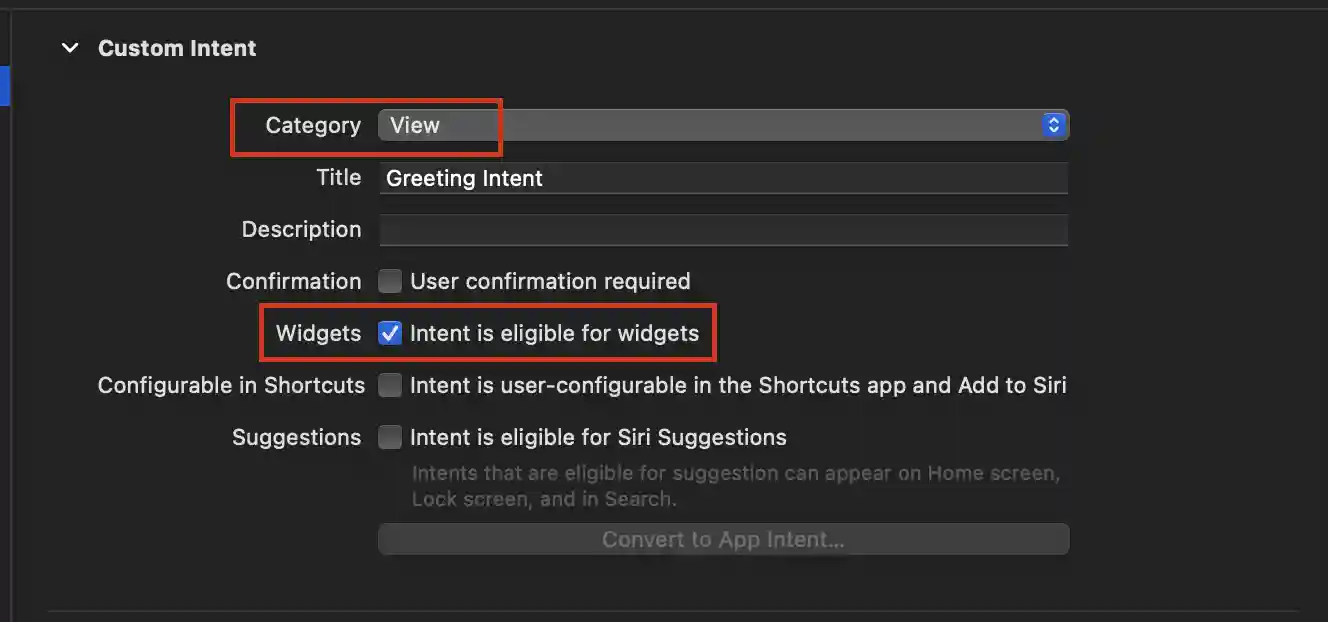 Custom Intent
Category View
Title Greeting Intent
Description
Confirmation User confirmation required
Widgets Intent is eligible for widgets
Configurable in Shortcuts Intent is user-configurable in the Shortcuts app and Add to Siri
Suggestions Intent is eligible for Siri Suggestions
Intents that are eligible for suggestion can appear on Home screen,
Lock screen, and in Search.
Convert to App Intent...